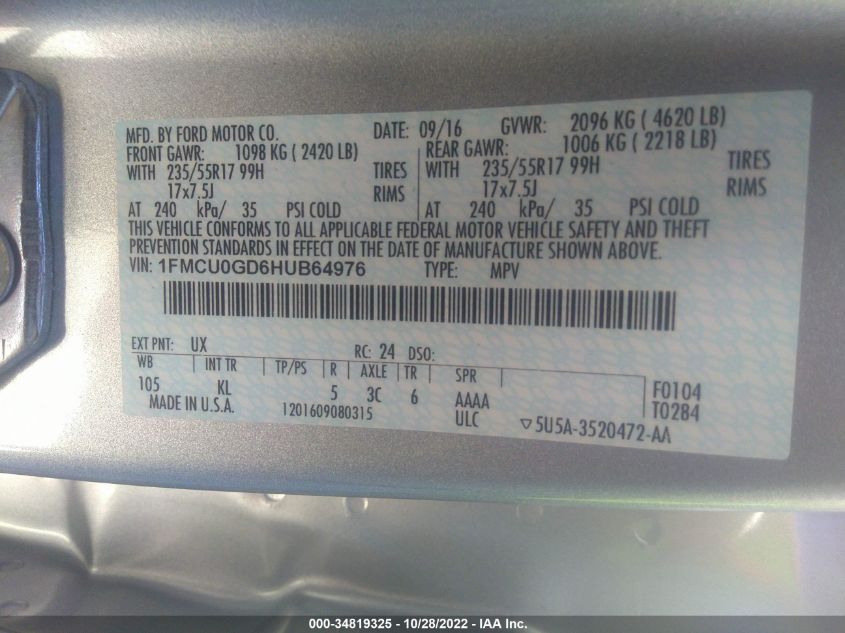 MFD. BY FORD MOTOR CO. DATE: 09/16 GVWR: 2096 KG ( 4620 LB)
FRONT GAWR: 1098 KG ( 2420 LB) REAR GAWR: 1006 KG ( 2218 LB)
WITH 235/55R17 99H TIRES WITH 235/55R17 99H TIRES
17x7.5J RIMS 17x7.5J RIMS
AT 240 kPa/ 35 PSI COLD AT 240 kPa/ 35 PSI COLD
THIS VEHICLE CONFORMS TO ALL APPLICABLE FEDERAL MOTOR VEHICLE SAFETY AND THEFT
PREVENTION STANDARDS IN EFFECT ON THE DATE OF MANUFACTURE SHOWN ABOVE.
VIN: 1FMCU0GD6HUB64976 TYPE: MPV
EXT PNT: UX RC: 24 DSO:
WB INT TR TP/PS R AXLE TR SPR
105 KL 5 3C 6 AAAA F0104
MADE IN U.S.A. 1201609080315 ULC T0284
▽5U5A-3520472-AA
000-34819325 - 10/28/2022 - IAA Inc.